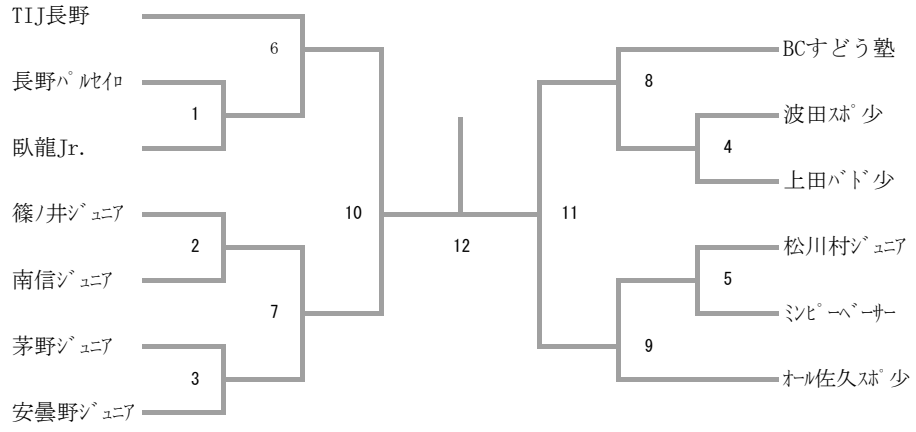 TIJ長野
6
長野ﾊﾟﾙｾｲﾛ
1
臥龍Jr.
篠ﾉ井ｼﾞｭﾆｱ
2
南信ｼﾞｭﾆｱ
7
茅野ｼﾞｭﾆｱ
3
安曇野ｼﾞｭﾆｱ
10
12
11
BCすどう塾
8
波田ｽﾎﾟ少
4
上田ﾊﾞﾄﾞ少
松川村ｼﾞｭﾆｱ
5
ﾐﾝﾋﾟｰﾍﾞｰｻｰ
9
ｵｰﾙ佐久ｽﾎﾟ少